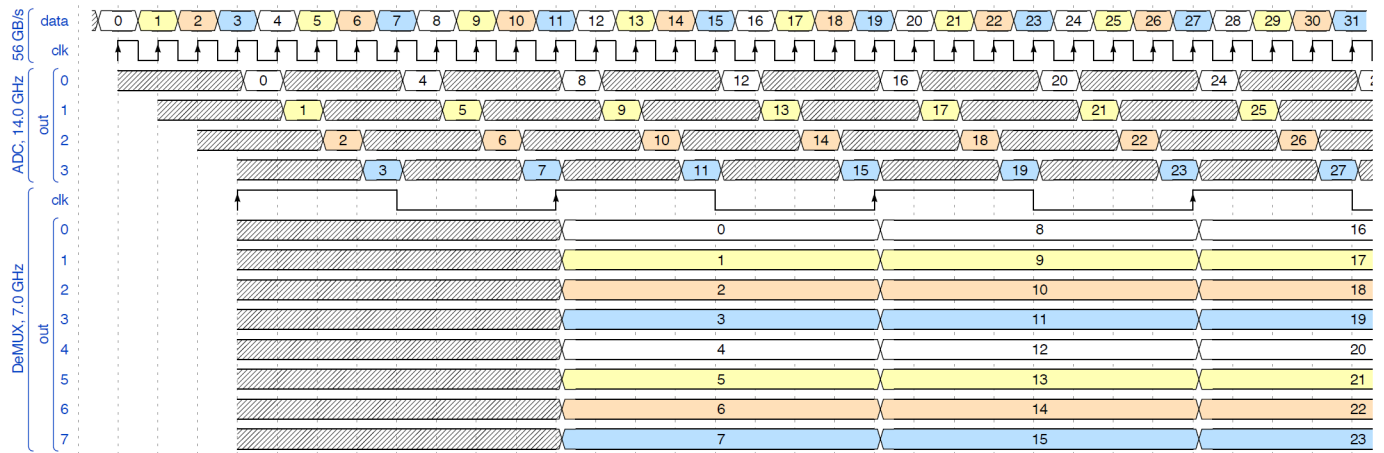 56 GB/s
data 0 1 2 3 4 5 6 7 8 9 10 11 12 13 14 15 16 17 18 19 20 21 22 23 24 25 26 27 28 29 30 31
clk
ADC, 14.0 GHz
out
0 0 4 8 12 16 20 24
1 1 5 9 13 17 21 25
2 2 6 10 14 18 22 26
3 3 7 11 15 19 23 27
DeMUX, 7.0 GHz
clk
out
0 0 8 16
1 1 9 17
2 2 10 18
3 3 11 19
4 4 12 20
5 5 13 21
6 6 14 22
7 7 15 23